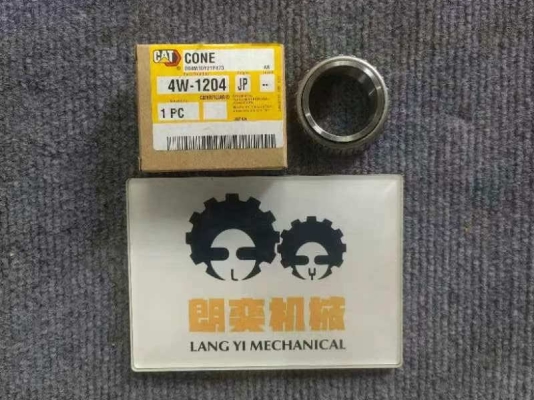 CAT
CONE
4W-1204
JP
--
1 PC
L Y
朗奕机械
LANG YI MECHANICAL